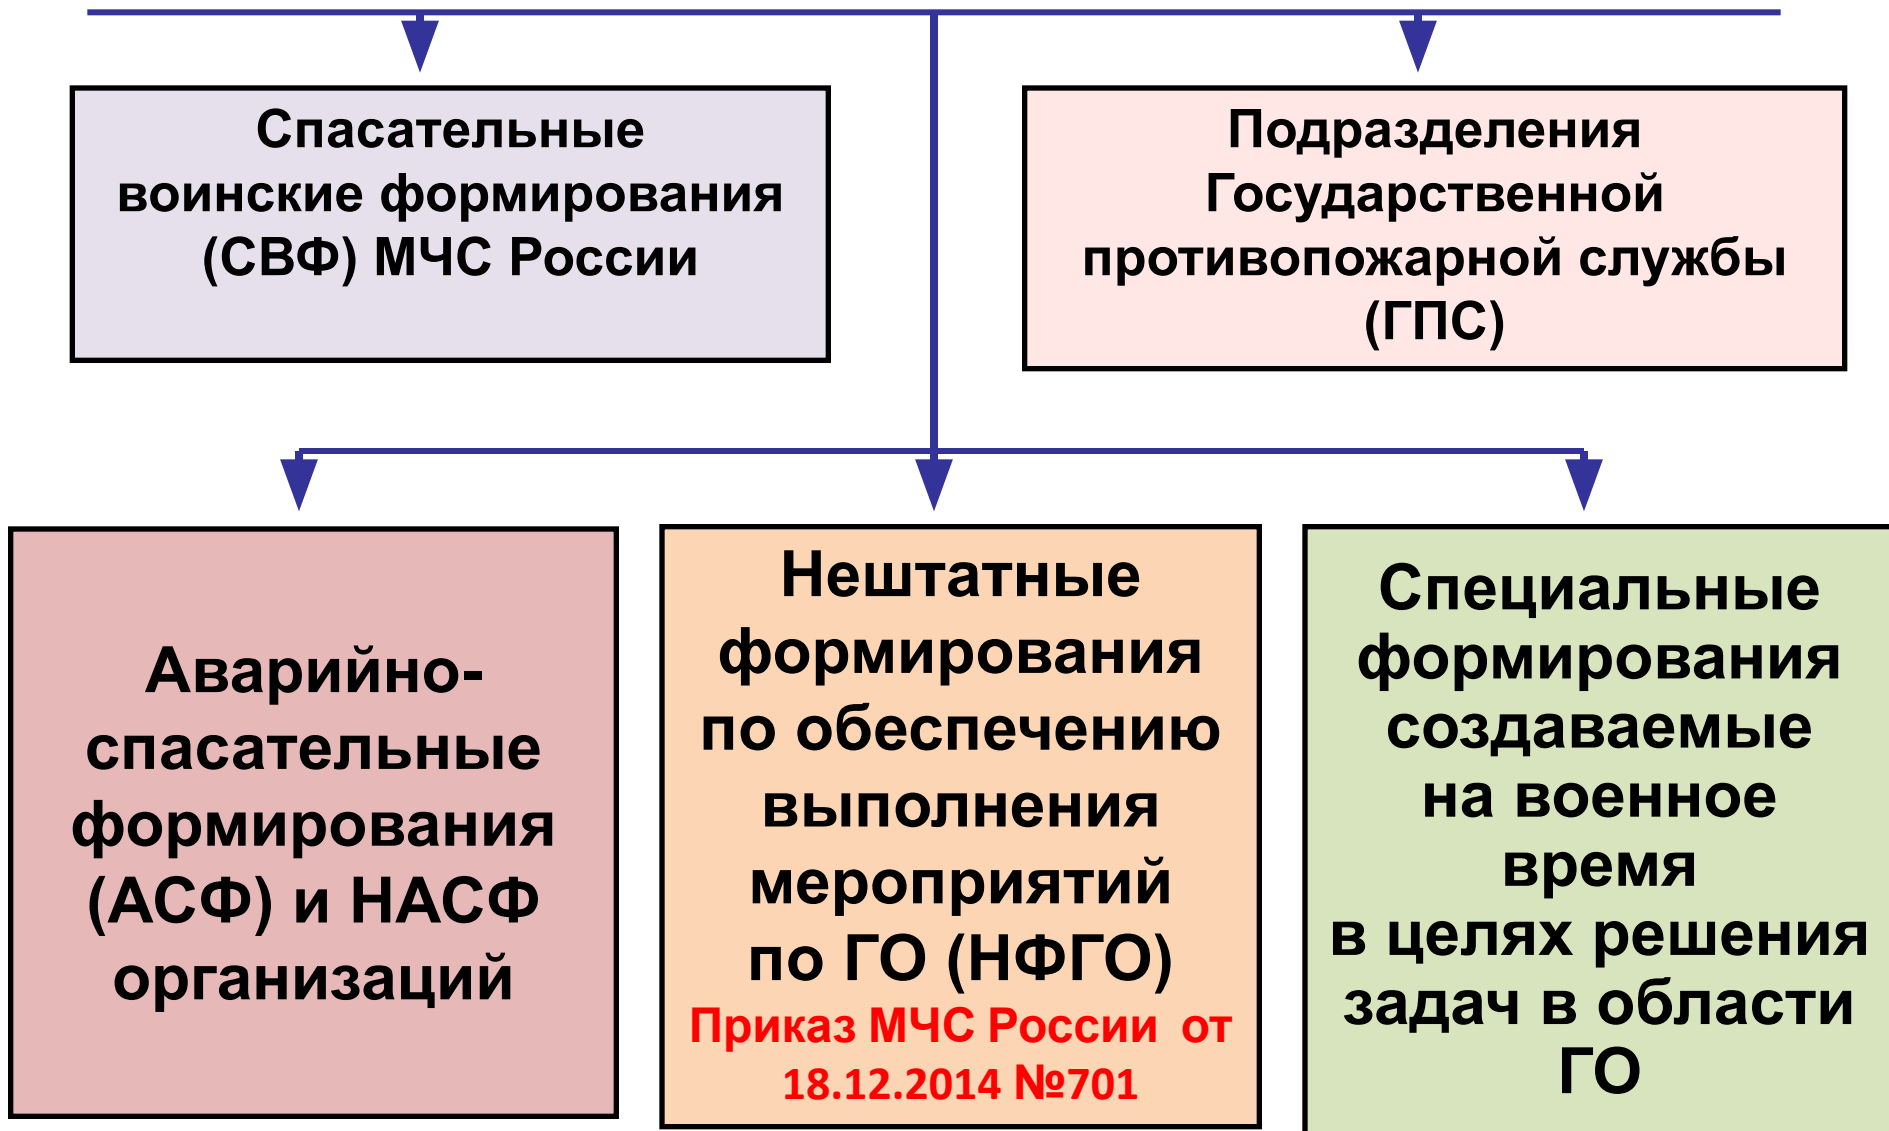 Спасательные
воинские формирования
(СВФ) МЧС России
Подразделения
Государственной
противопожарной службы
(ГПС)
Аварийно-
спасательные
формирования
(АСФ) и НАСФ
организаций
Нештатные
формирования
по обеспечению
выполнения
мероприятий
по ГО (НФГО)
Приказ МЧС России от
18.12.2014 №701
Специальные
формирования
создаваемые
на военное
время
в целях решения
задач в области
ГО